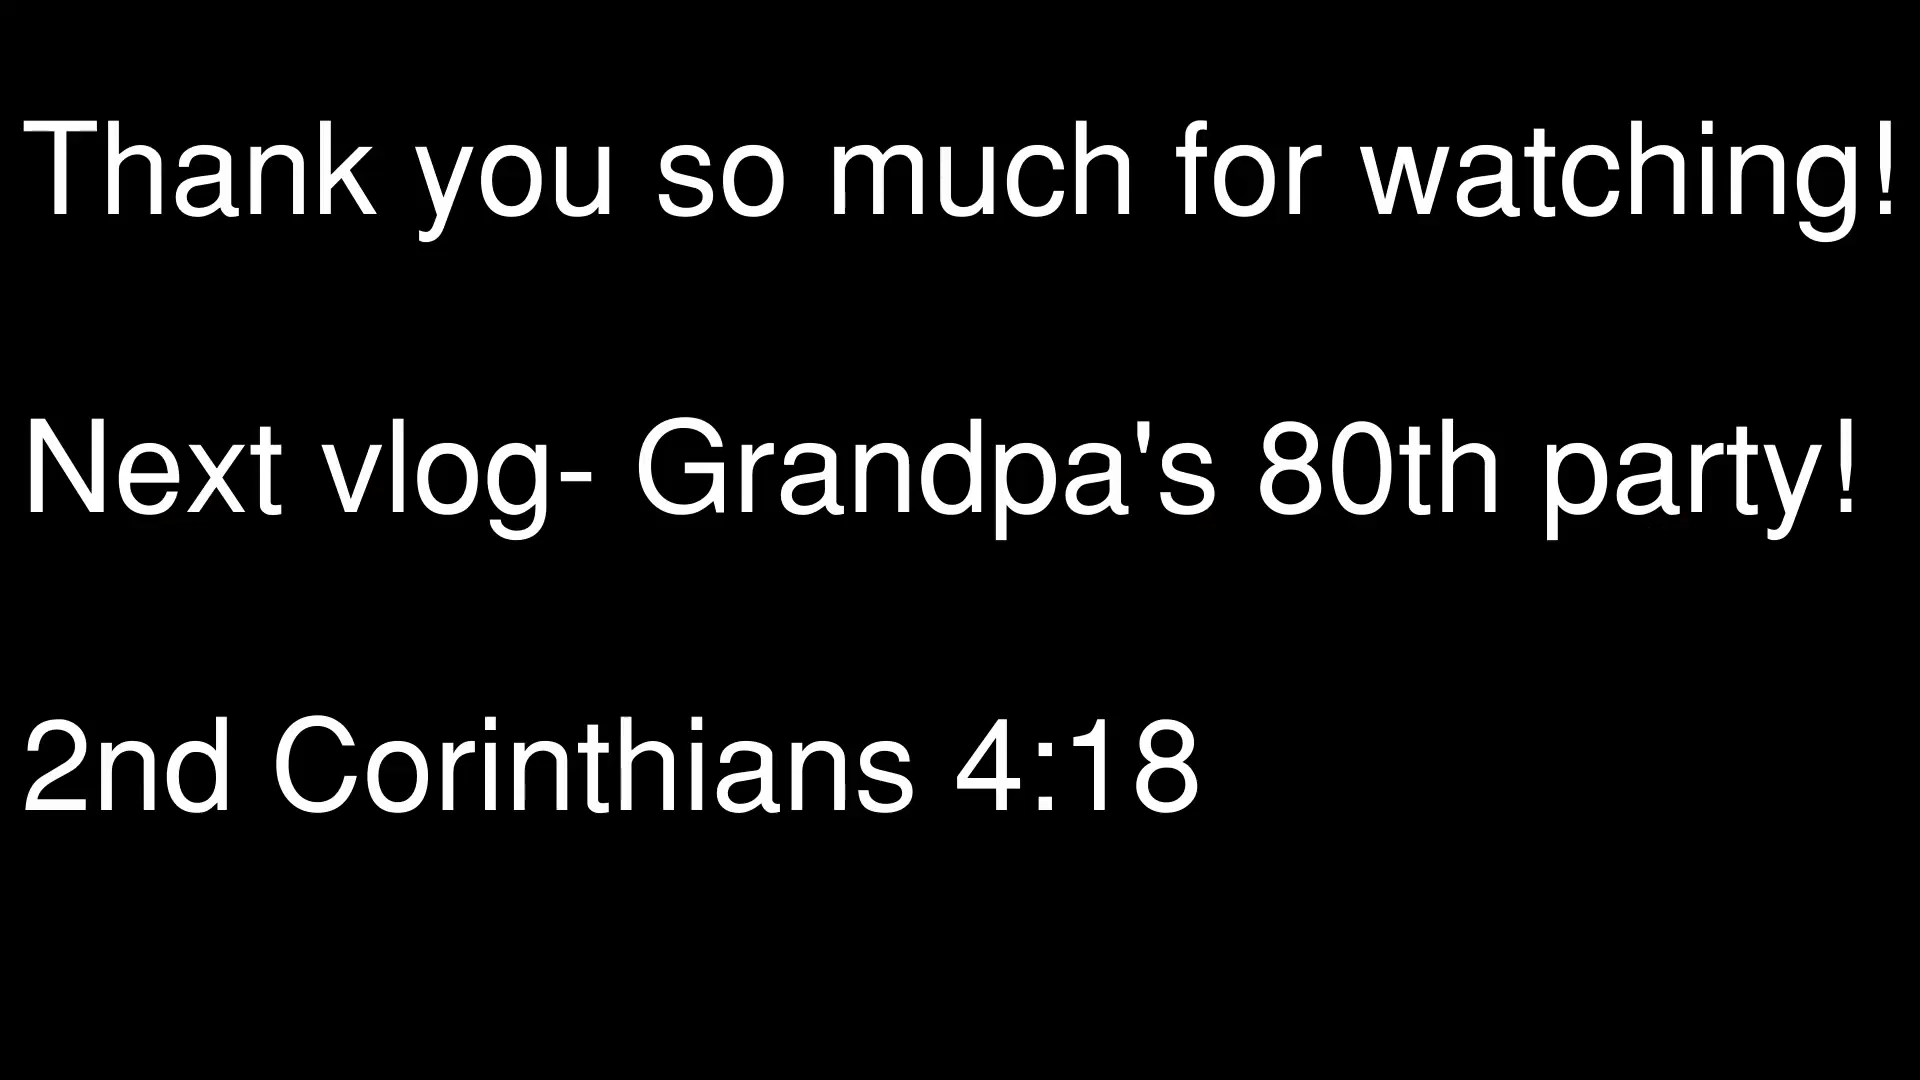 Thank you so much for watching!
Next vlog- Grandpa's 80th party!
2nd Corinthians 4:18